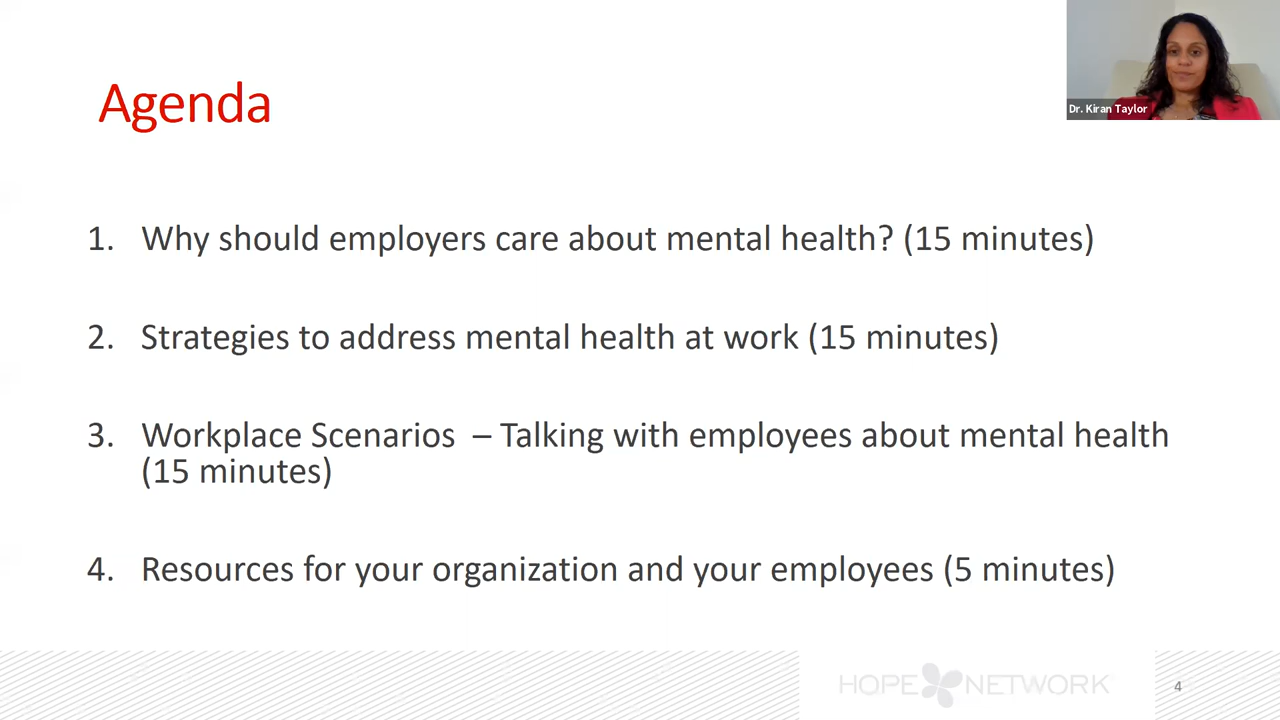 Agenda
Dr. Kiran Taylor
1. Why should employers care about mental health? (15 minutes)
2. Strategies to address mental health at work (15 minutes)
3. Workplace Scenarios – Talking with employees about mental health
(15 minutes)
4. Resources for your organization and your employees (5 minutes)
HOPE NETWORK
4